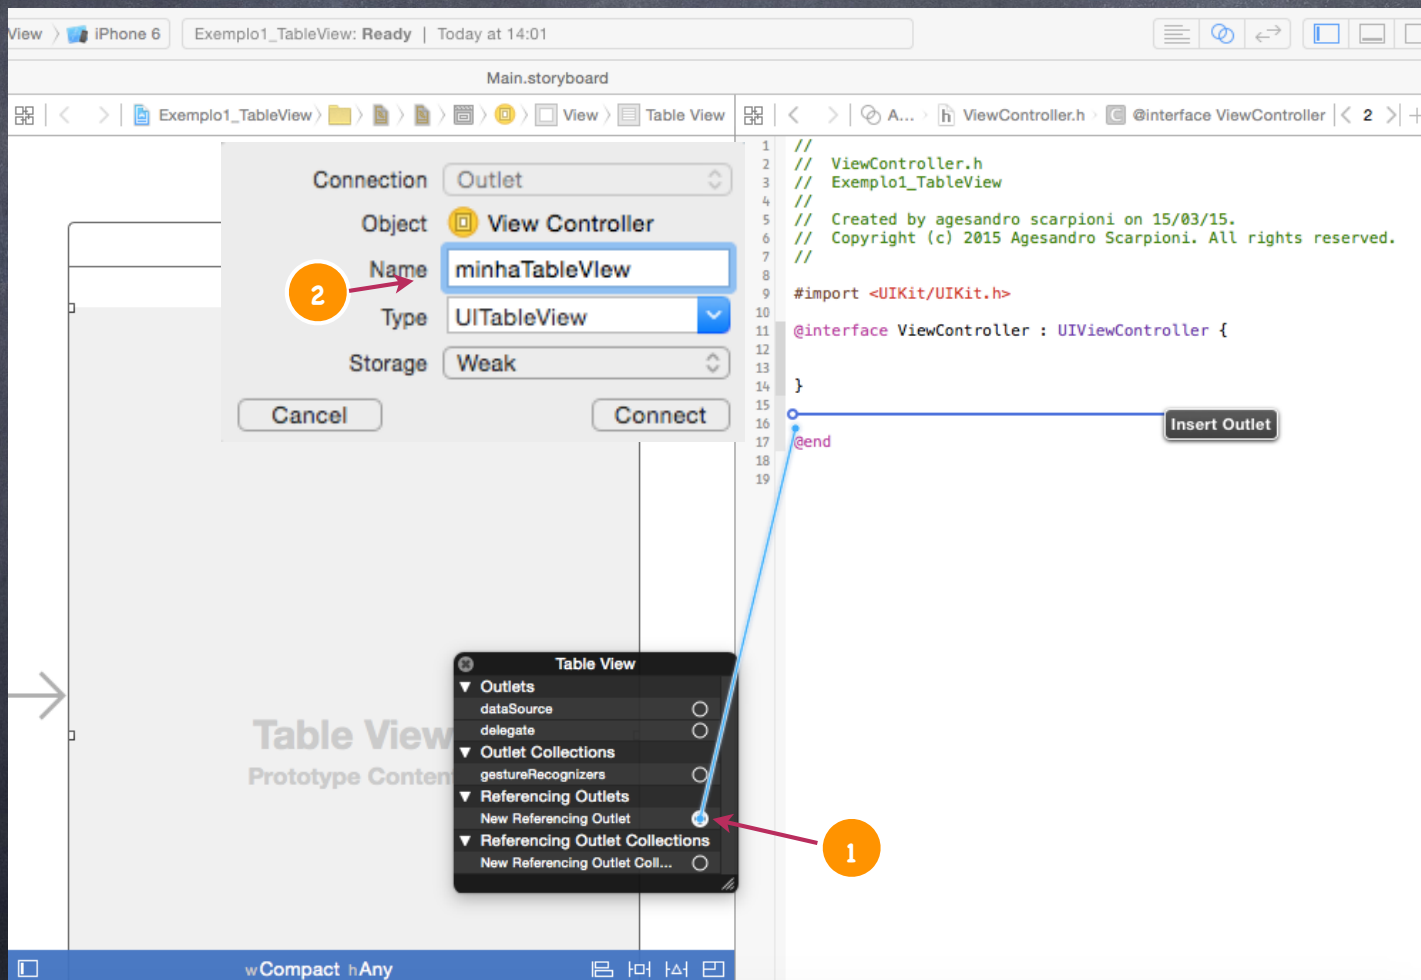 View
iPhone 6
Exemplo1_TableView: Ready | Today at 14:01
Main.storyboard
Exemplo1_TableView
View
Table View
A...
ViewController.h
@interface ViewController
2
Connection
Outlet
Object
View Controller
Name
minhaTableVIew
Type
UITableView
Storage
Weak
Cancel
Connect
2
1 //
2 // ViewController.h
3 // Exemplo1_TableView
4 //
5 // Created by agesandro scarpioni on 15/03/15.
6 // Copyright (c) 2015 Agesandro Scarpioni. All rights reserved.
7 //
8
9 #import <UIKit/UIKit.h>
10
11 @interface ViewController : UIViewController {
12
13
14 }
15
16
17 @end
18
19
Insert Outlet
Table View
Prototype Conten
Table View
Outlets
dataSource
delegate
Outlet Collections
gestureRecognizers
Referencing Outlets
New Referencing Outlet
Referencing Outlet Collections
New Referencing Outlet Coll...
1
wCompact hAny